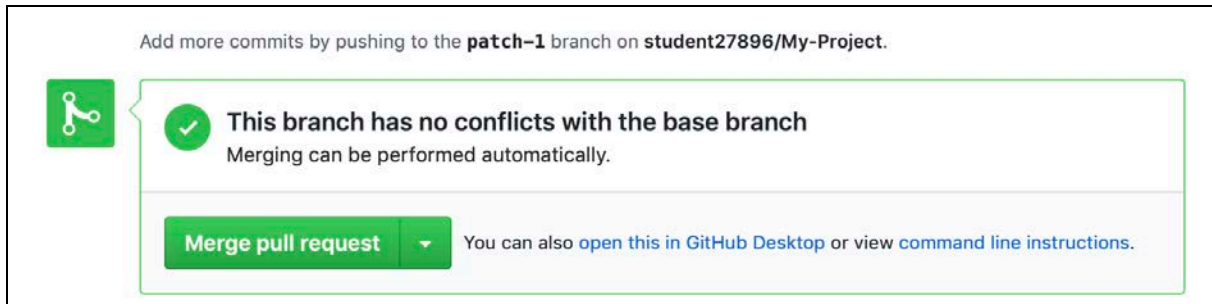 Add more commits by pushing to the patch-1 branch on student27896/My-Project.
This branch has no conflicts with the base branch
Merging can be performed automatically.
Merge pull request You can also open this in GitHub Desktop or view command line instructions.